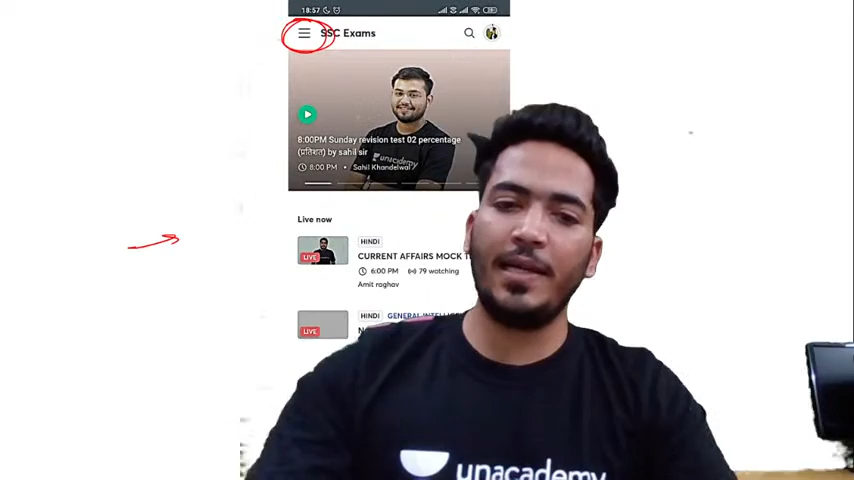 18:57
SSC Exams
8:00PM Sunday revision test 02 percentage
(प्रतिशत) by sahil sir
8:00 PM • Sahil Khandelwal
unacademy
Live now
HINDI
LIVE
CURRENT AFFAIRS MOCK
6:00 PM 79 watching
Amit raghav
HINDI GENERAL INTELLIGE
LIVE
unacademy